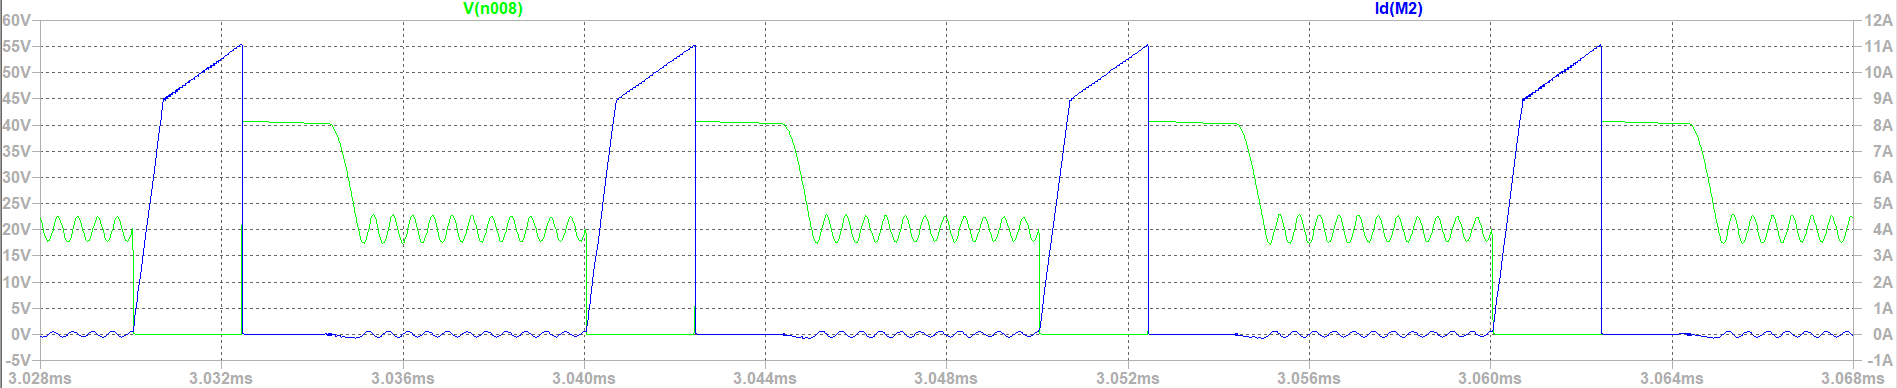 V(n008) Id(M2)
60V 12A
55V 11A
50V 10A
45V 9A
40V 8A
35V 7A
30V 6A
25V 5A
20V 4A
15V 3A
10V 2A
5V 1A
0V 0A
-5V -1A
3.028ms 3.032ms 3.036ms 3.040ms 3.044ms 3.048ms 3.052ms 3.056ms 3.060ms 3.064ms 3.068ms